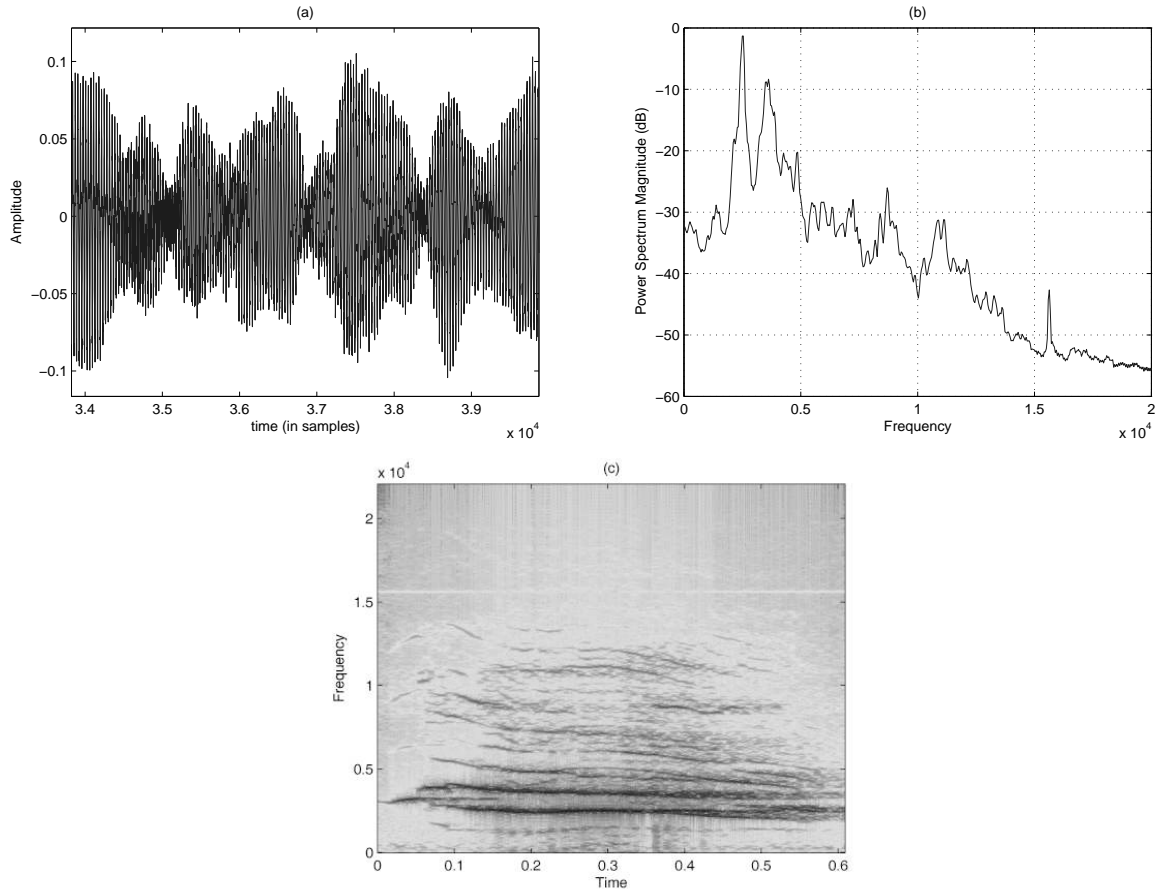 (a)
Amplitude
0.1
0.05
0
−0.05
−0.1
3.4 3.5 3.6 3.7 3.8 3.9
time (in samples)
x 10^4
(b)
Power Spectrum Magnitude (dB)
0
−10
−20
−30
−40
−50
−60
0 0.5 1 1.5 2
Frequency
x 10^4
(c)
x 10^4
Frequency
2
1.5
1
0.5
0
0 0.1 0.2 0.3 0.4 0.5 0.6
Time